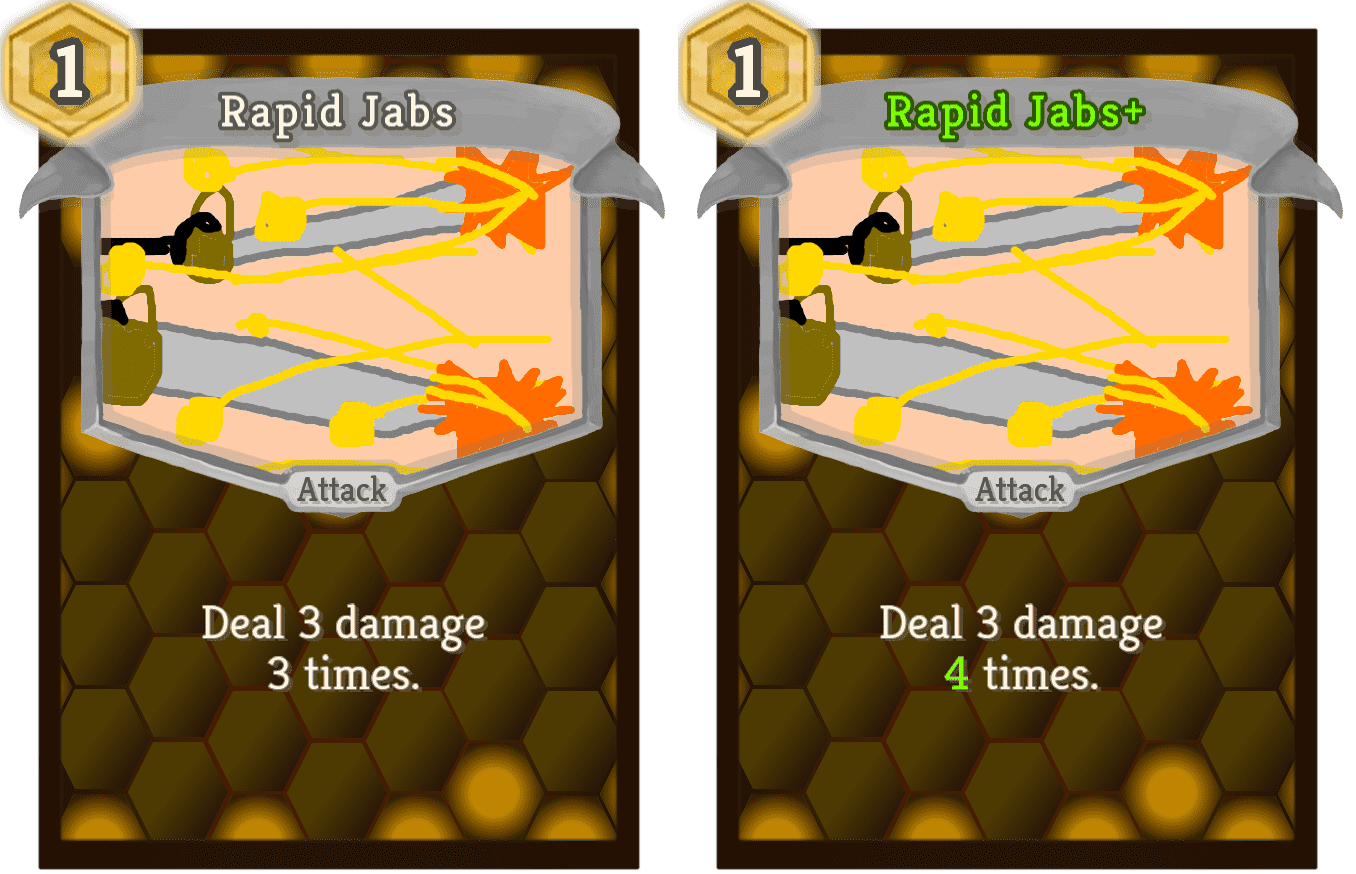 1
Rapid Jabs
Attack
Deal 3 damage
3 times.
1
Rapid Jabs+
Attack
Deal 3 damage
4 times.